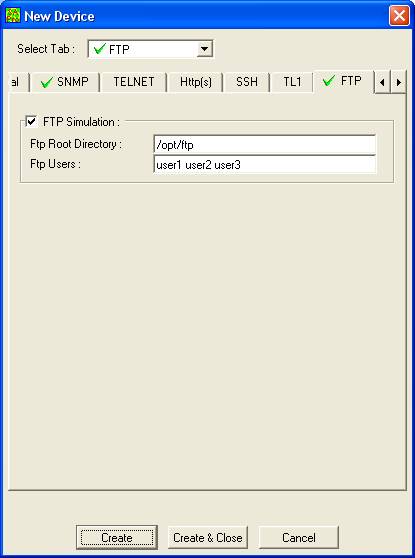 New Device
Select Tab : FTP
al SNMP TELNET Http(s) SSH TL1 FTP
FTP Simulation :
Ftp Root Directory : /opt/ftp
Ftp Users : user1 user2 user3
Create Create & Close Cancel